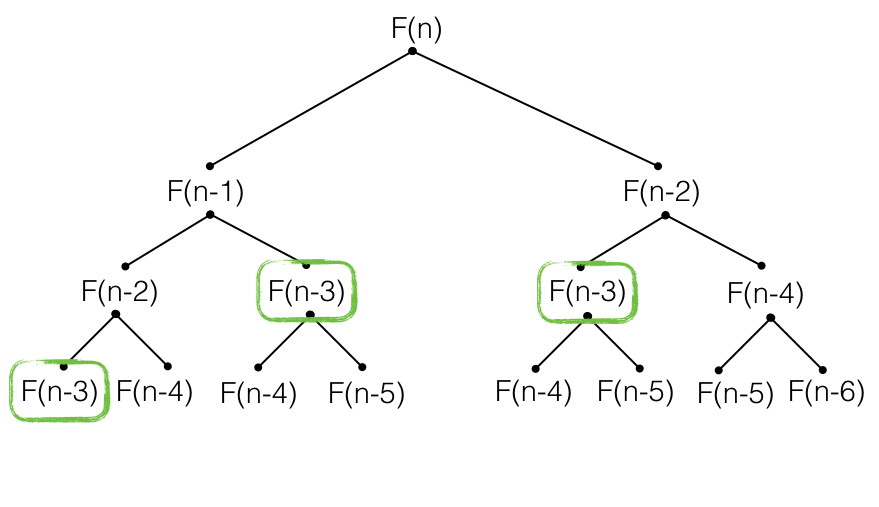 F(n)
F(n-1) F(n-2)
F(n-2) F(n-3) F(n-3) F(n-4)
F(n-3) F(n-4) F(n-4) F(n-5) F(n-4) F(n-5) F(n-5) F(n-6)